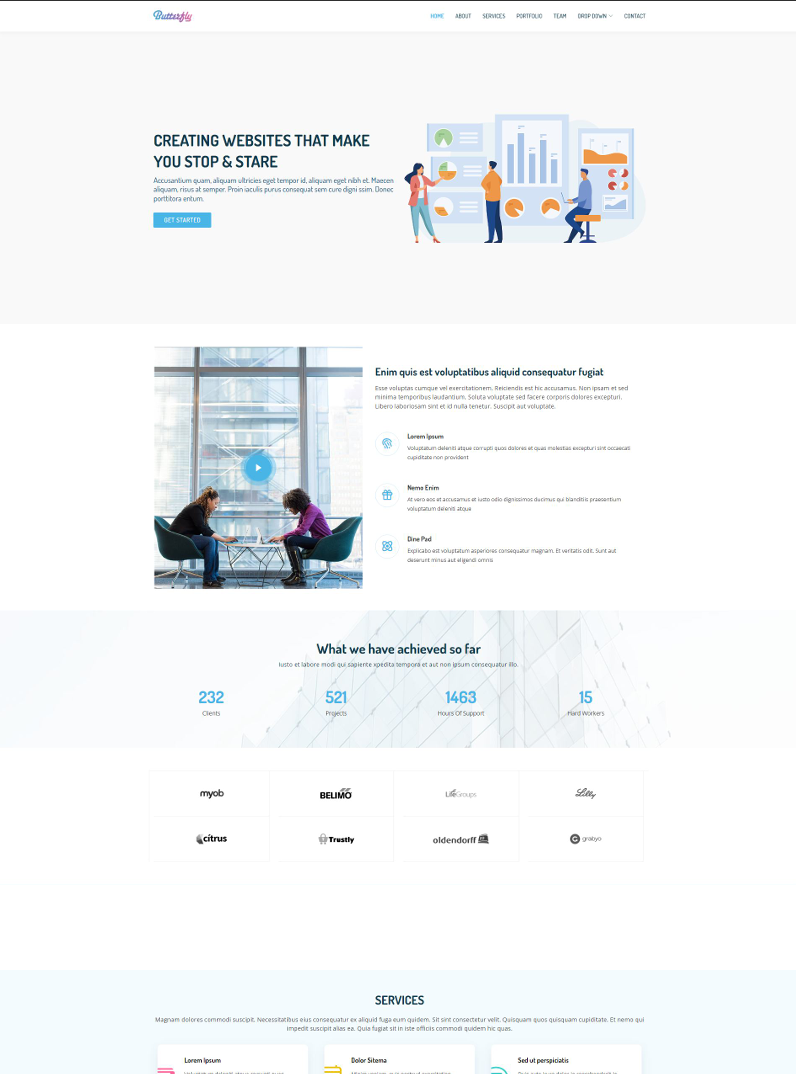 Butterfly
HOME ABOUT SERVICES PORTFOLIO TEAM DROP DOWN CONTACT
CREATING WEBSITES THAT MAKE
YOU STOP & STARE
Accusantium quam, aliquam ultricies eget tempor id, aliquam eget nibh et. Maecen
aliquam, risus at semper. Proin iaculis purus consequat sem cure digni ssim. Donec
porttitora entum.
GET STARTED
Enim quis est voluptatibus aliquid consequatur fugiat
Esse voluptas cumque vel exercitationem. Reiciendis est hic accusamus. Non ipsam et sed
minima temporibus laudantium. Soluta voluptate sed facere corporis dolores excepturi.
Libero laboriosam sint et id nulla tenetur. Suscipit aut voluptate.
Lorem Ipsum
Voluptatum deleniti atque corrupti quos dolores et quas molestias excepturi sint occaecati
cupiditate non provident
Nemo Enim
At vero eos et accusamus et iusto odio dignissimos ducimus qui blanditiis praesentium
voluptatum deleniti atque
Dine Pad
Explicabo est voluptatum asperiores consequatur magnam. Et veritatis odit. Sunt aut
deserunt minus aut eligendi omnis
What we have achieved so far
Iusto et labore modi qui sapiente xpedita tempora et aut non ipsum consequatur illo.
232 521 1463 15
Clients Projects Hours Of Support Hard Workers
myob BELIMO LifeGroups Lilly
citrus Trustly oldendorff grabyo
SERVICES
Magnam dolores commodi suscipit. Necessitatibus eius consequatur ex aliquid fuga eum quidem. Sit sint consectetur velit. Quisquam quos quisquam cupiditate. Et nemo qui
impedit suscipit alias ea. Quia fugiat sit in iste officiis commodi quidem hic quas.
Lorem Ipsum Dolor Sitema Sed ut perspiciatis